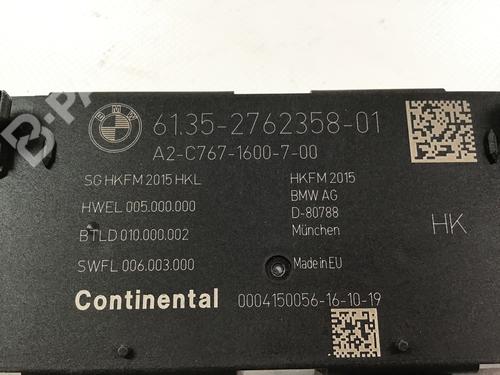 BMW
61.35-2762358-01
A2-C767-1600-7-00
SG HKFM 2015 HKL
HWEL 005.000.000
BTLD 010.000.002
SWFL 006.003.000
HKFM 2015
BMW AG
D-80788
München
Made in EU
HK
Continental 0004150056-16-10-19
B-PARTS